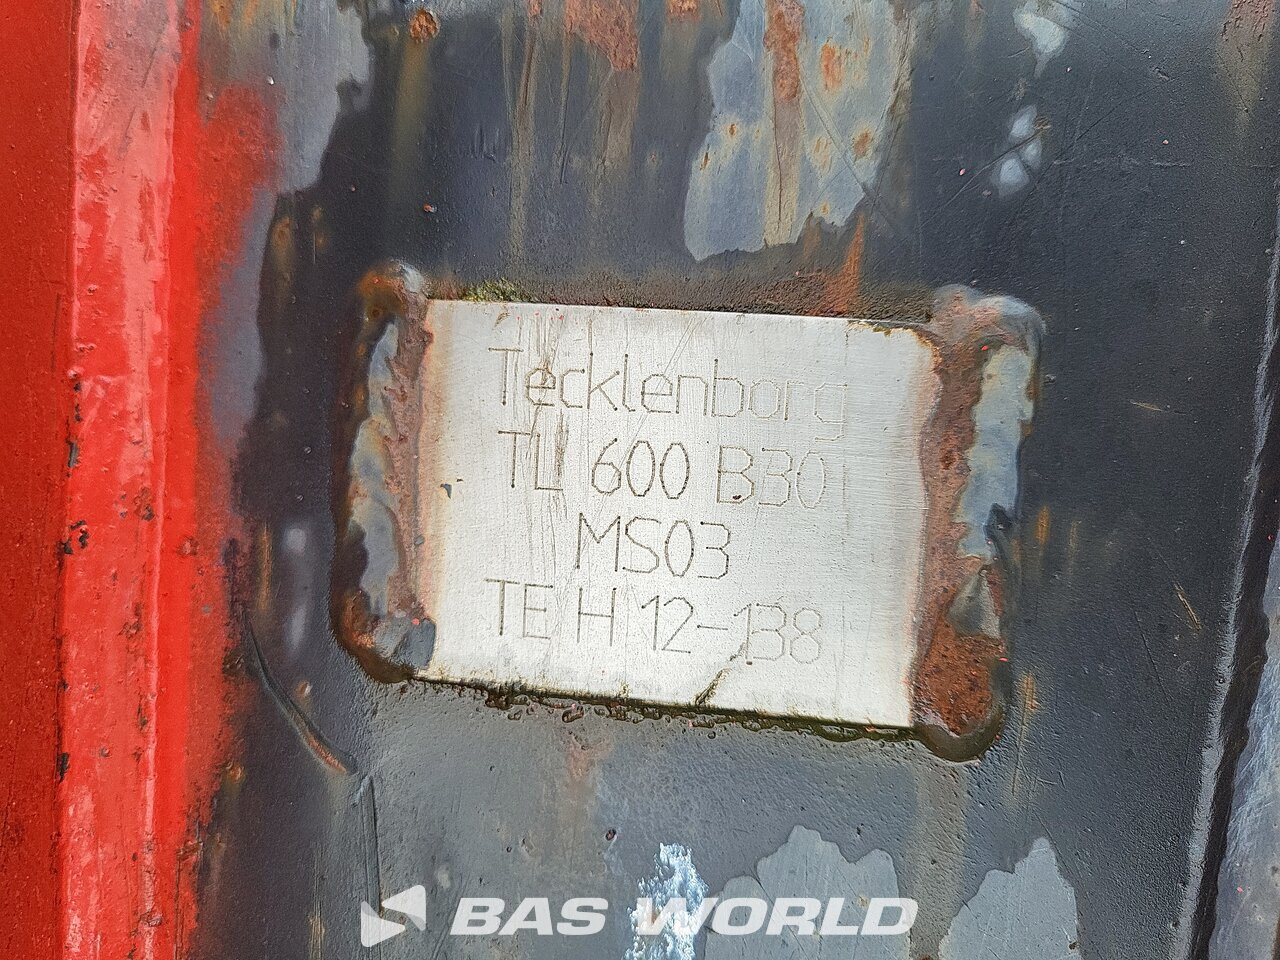 Tecklenborg
TL 600 B30
MS03
TE H 12-138
BAS WORLD